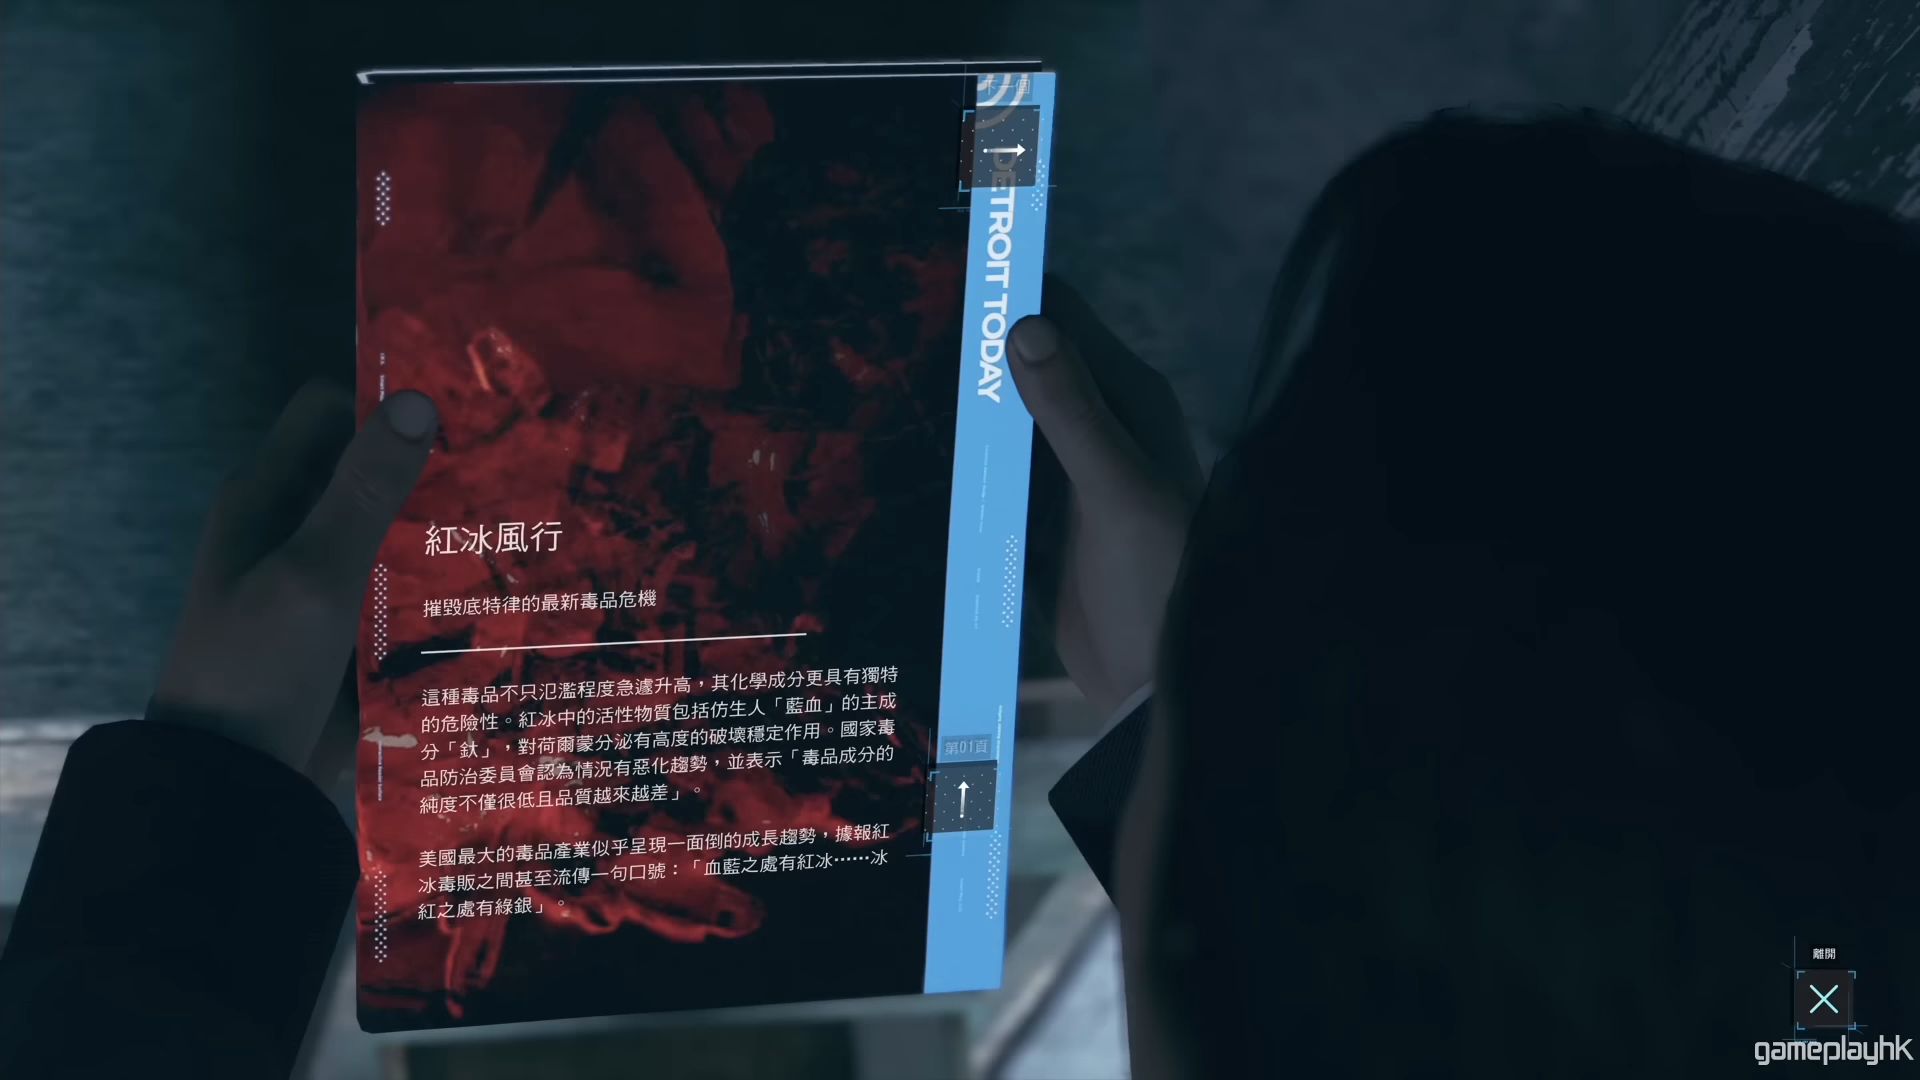 下一個
DETROIT TODAY
紅冰風行
摧毀底特律的最新毒品危機
這種毒品不只氾濫程度急遽升高，其化學成分更具有獨特
的危險性。紅冰中的活性物質包括仿生人「藍血」的主成
分「釱」，對荷爾蒙分泌有高度的破壞穩定作用。國家毒
品防治委員會認為情況有惡化趨勢，並表示「毒品成分的
純度不僅很低且品質越來越差」。
美國最大的毒品產業似乎呈現一面倒的成長趨勢，據報紅
冰毒販之間甚至流傳一句口號：「血藍之處有紅冰⋯⋯冰
紅之處有綠銀」。
第01頁
離開
gameplayhk